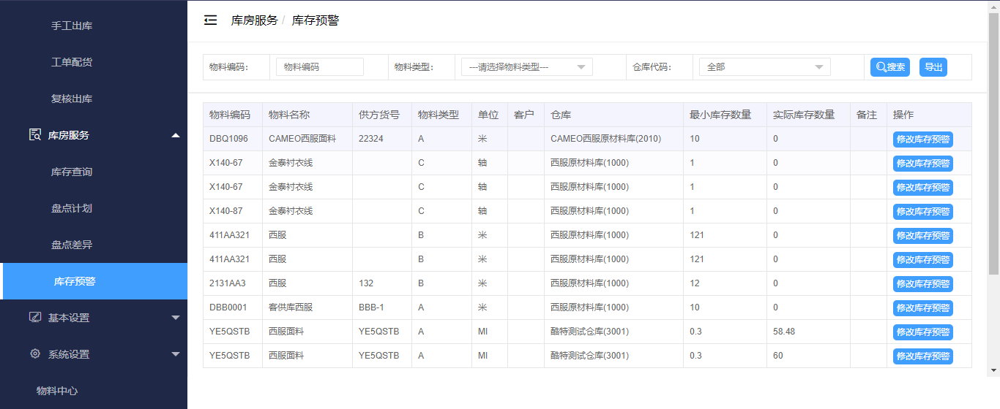 手工出库
工单配货
复核出库
库房服务
库存查询
盘点计划
盘点差异
库存预警
基本设置
系统设置
物料中心
库房服务 / 库存预警
物料编码: 物料编码 物料类型: ---请选择物料类型--- 仓库代码: 全部 搜索 导出
物料编码 物料名称 供方货号 物料类型 单位 客户 仓库 最小库存数量 实际库存数量 备注 操作
DBQ1096 CAMEO西服面料 22324 A 米 CAMEO西服原材料库(2010) 10 0 修改库存预警
X140-67 金泰衬衣线 C 轴 西服原材料库(1000) 1 0 修改库存预警
X140-67 金泰衬衣线 C 轴 西服原材料库(1000) 1 0 修改库存预警
X140-87 金泰衬衣线 C 轴 西服原材料库(1000) 1 0 修改库存预警
411AA321 西服 B 米 西服原材料库(1000) 121 0 修改库存预警
411AA321 西服 B 米 西服原材料库(1000) 121 0 修改库存预警
2131AA3 西服 132 B 米 西服原材料库(1000) 12 0 修改库存预警
DBB0001 客供库西服 BBB-1 A 米 西服原材料库(1000) 10 0 修改库存预警
YE5QSTB 西服面料 YE5QSTB A MI 酷特测试仓库(3001) 0.3 58.48 修改库存预警
YE5QSTB 西服面料 YE5QSTB A MI 酷特测试仓库(3001) 0.3 60 修改库存预警